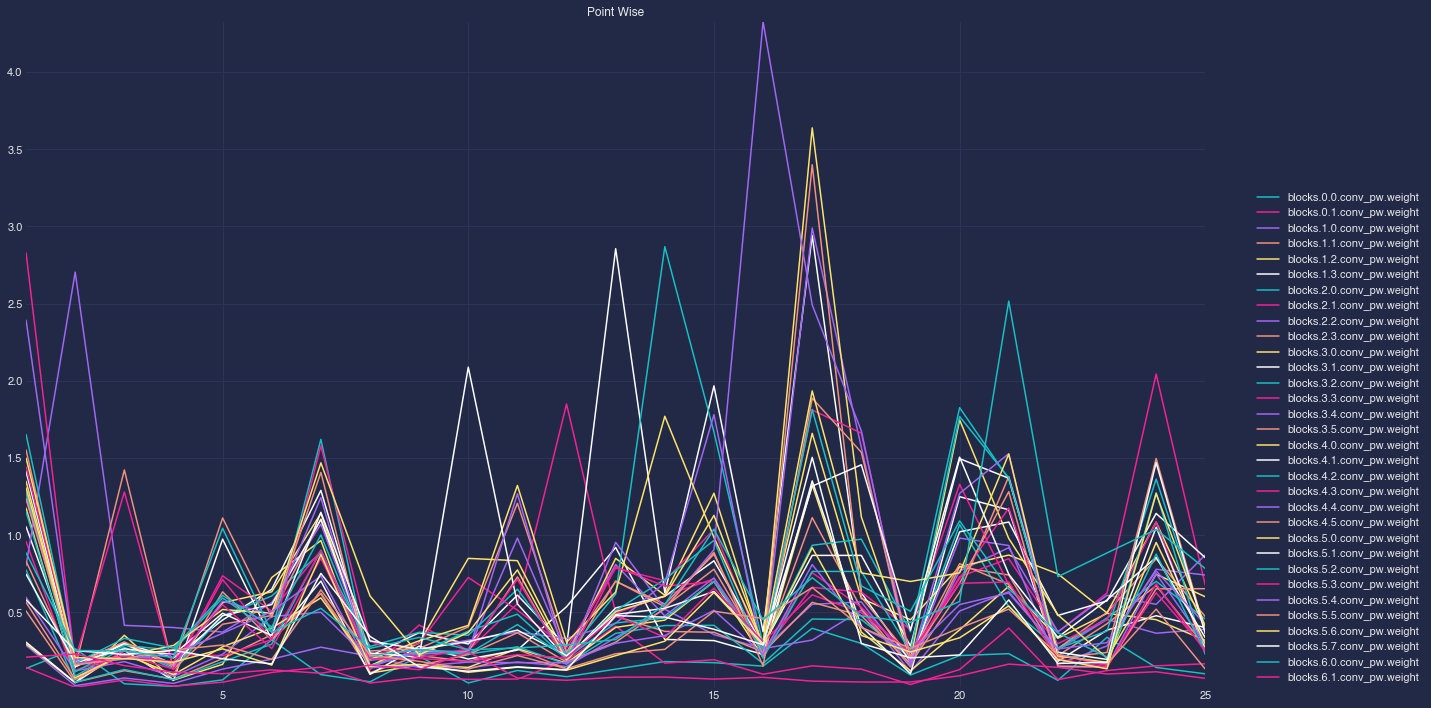 Point Wise
4.0
3.5
3.0
2.5
2.0
1.5
1.0
0.5
5
10
15
20
25
blocks.0.0.conv_pw.weight
blocks.0.1.conv_pw.weight
blocks.1.0.conv_pw.weight
blocks.1.1.conv_pw.weight
blocks.1.2.conv_pw.weight
blocks.1.3.conv_pw.weight
blocks.2.0.conv_pw.weight
blocks.2.1.conv_pw.weight
blocks.2.2.conv_pw.weight
blocks.2.3.conv_pw.weight
blocks.3.0.conv_pw.weight
blocks.3.1.conv_pw.weight
blocks.3.2.conv_pw.weight
blocks.3.3.conv_pw.weight
blocks.3.4.conv_pw.weight
blocks.3.5.conv_pw.weight
blocks.4.0.conv_pw.weight
blocks.4.1.conv_pw.weight
blocks.4.2.conv_pw.weight
blocks.4.3.conv_pw.weight
blocks.4.4.conv_pw.weight
blocks.4.5.conv_pw.weight
blocks.5.0.conv_pw.weight
blocks.5.1.conv_pw.weight
blocks.5.2.conv_pw.weight
blocks.5.3.conv_pw.weight
blocks.5.4.conv_pw.weight
blocks.5.5.conv_pw.weight
blocks.5.6.conv_pw.weight
blocks.5.7.conv_pw.weight
blocks.6.0.conv_pw.weight
blocks.6.1.conv_pw.weight